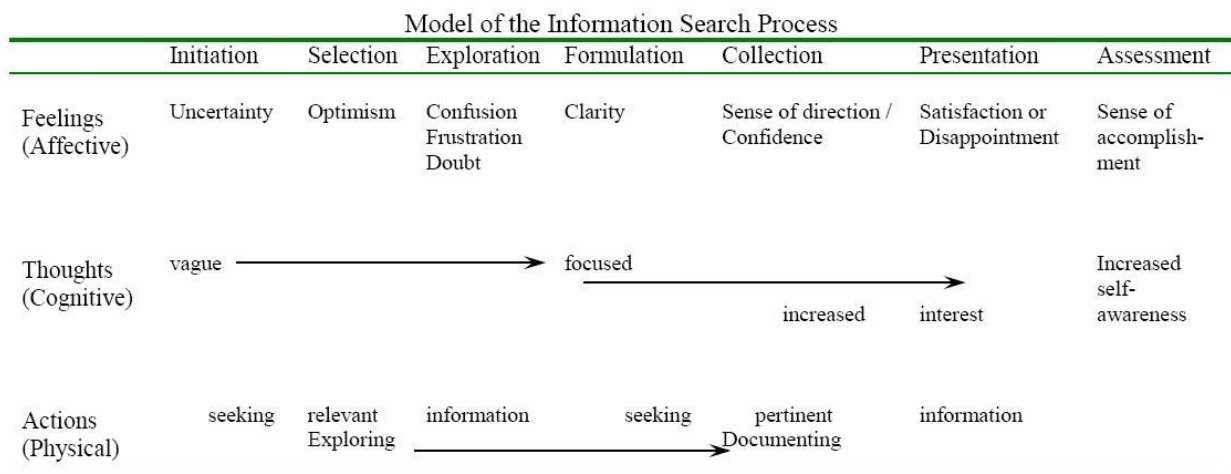 Model of the Information Search Process
Initiation Selection Exploration Formulation Collection Presentation Assessment
Feelings
(Affective)
Uncertainty
Optimism
Confusion
Frustration
Doubt
Clarity
Sense of direction /
Confidence
Satisfaction or
Disappointment
Sense of
accomplish-
ment
Thoughts
(Cognitive)
vague
focused
increased interest
Increased
self-
awareness
Actions
(Physical)
seeking relevant information seeking pertinent information
Exploring Documenting